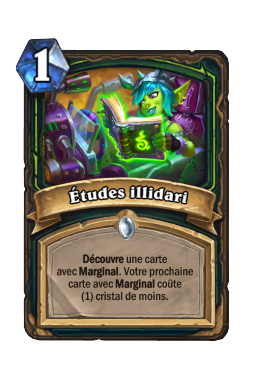 1
Études illidari
Découvre une carte
avec Marginal. Votre prochaine
carte avec Marginal coûte
(1) cristal de moins.